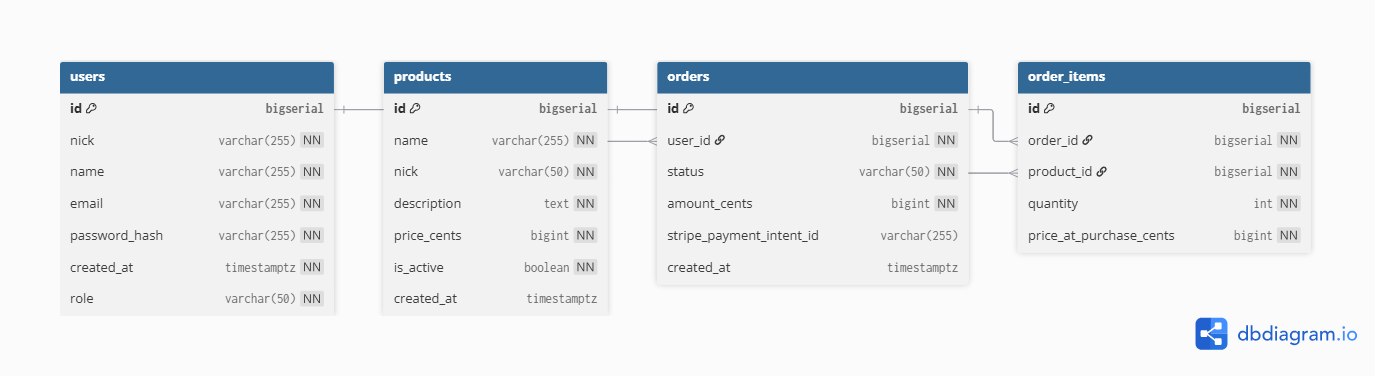 users
id bigserial
nick varchar(255) NN
name varchar(255) NN
email varchar(255) NN
password_hash varchar(255) NN
created_at timestamptz NN
role varchar(50) NN
products
id bigserial
name varchar(255) NN
nick varchar(50) NN
description text NN
price_cents bigint NN
is_active boolean NN
created_at timestamptz
orders
id bigserial
user_id bigserial NN
status varchar(50) NN
amount_cents bigint NN
stripe_payment_intent_id varchar(255)
created_at timestamptz
order_items
id bigserial
order_id bigserial NN
product_id bigserial NN
quantity int NN
price_at_purchase_cents bigint NN
dbdiagram.io